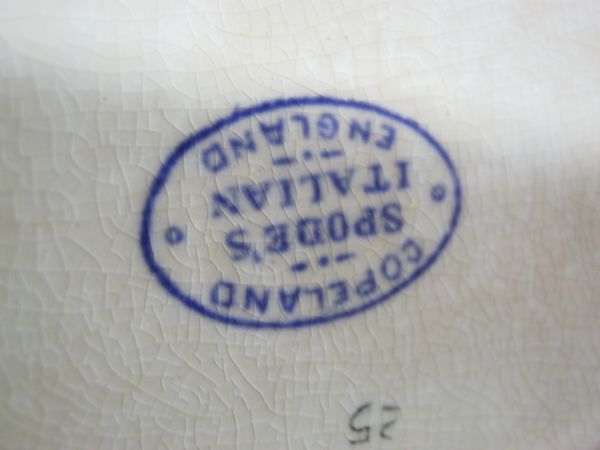 COPELAND
SPODE'S
ITALIAN
ENGLAND
25